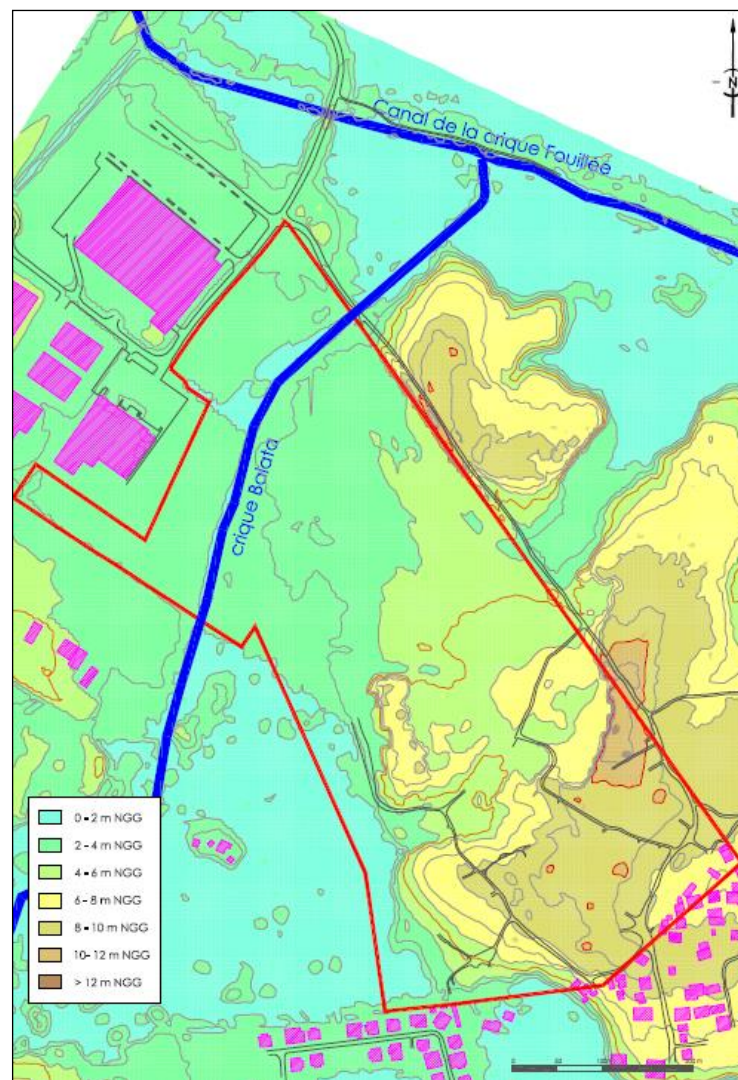 N
Canal de la crique Fouillée
crique Balata
0 - 2 m NGG
2 - 4 m NGG
4 - 6 m NGG
6 - 8 m NGG
8 - 10 m NGG
10 - 12 m NGG
> 12 m NGG
0